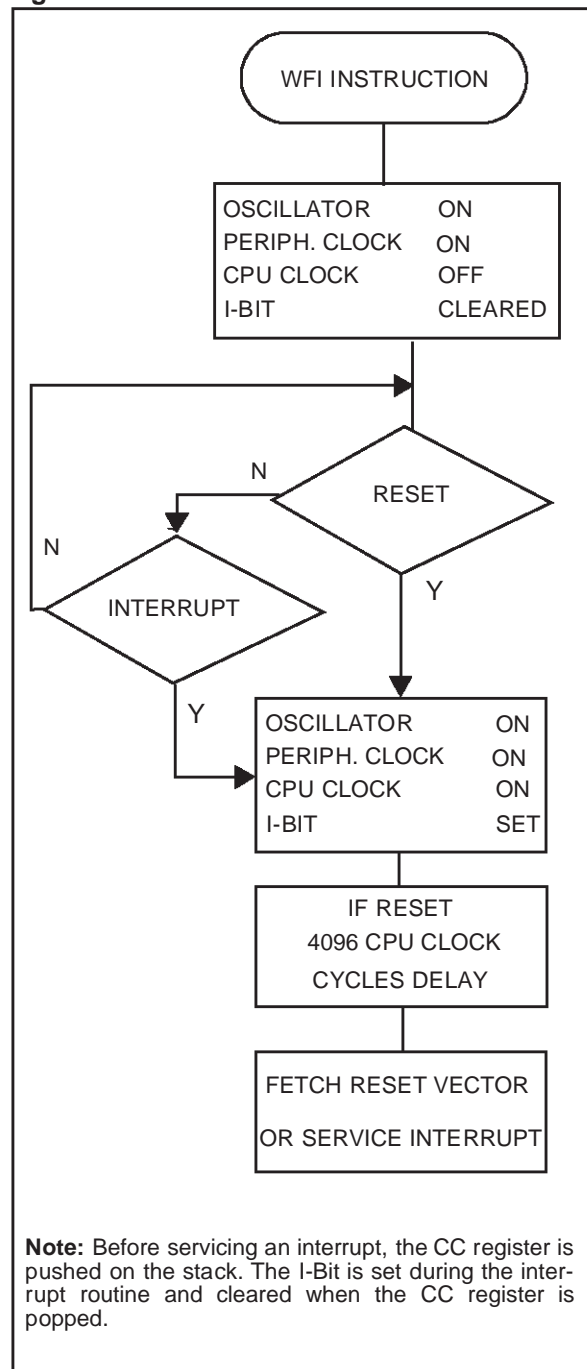 WFI INSTRUCTION
OSCILLATOR ON
PERIPH. CLOCK ON
CPU CLOCK OFF
I-BIT CLEARED
N
RESET
N
INTERRUPT
Y
Y
OSCILLATOR ON
PERIPH. CLOCK ON
CPU CLOCK ON
I-BIT SET
IF RESET
4096 CPU CLOCK
CYCLES DELAY
FETCH RESET VECTOR
OR SERVICE INTERRUPT
Note: Before servicing an interrupt, the CC register is
pushed on the stack. The I-Bit is set during the inter-
rupt routine and cleared when the CC register is
popped.